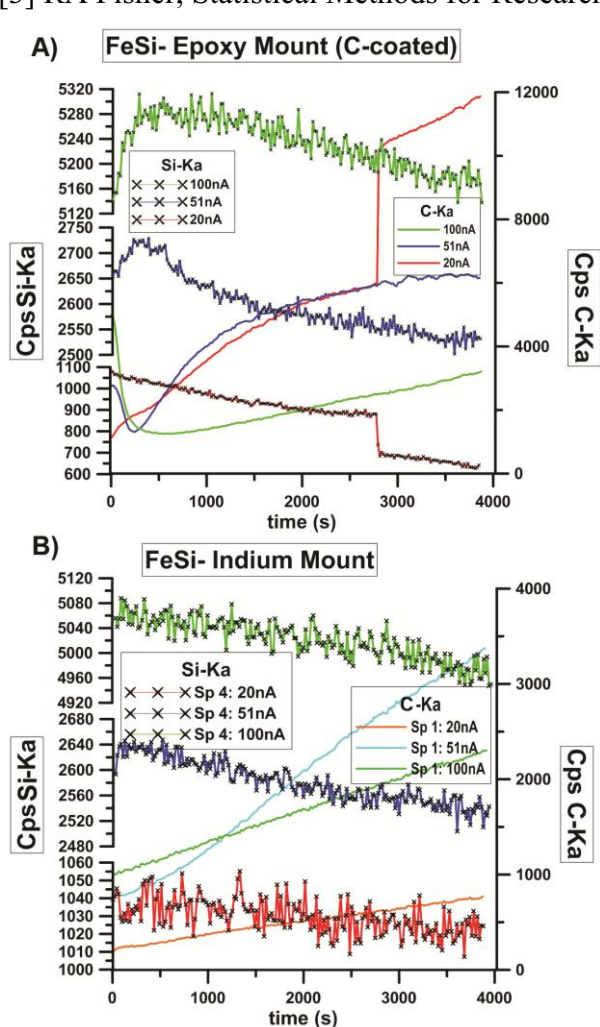 [5] RA Fisher, Statistical Methods for Research
A)
FeSi- Epoxy Mount (C-coated)
5320
5280
5240
5200
5160
5120
2750
2700
2650
2600
2550
2500
1100
1000
900
800
700
600
Cps Si-Ka
Si-Ka
100nA
51nA
20nA
C-Ka
100nA
51nA
20nA
12000
8000
4000
0
Cps C-Ka
0 1000 2000 3000 4000
time (s)
B)
FeSi- Indium Mount
5120
5080
5040
5000
4960
4920
2680
2640
2600
2560
2520
2480
1060
1050
1040
1030
1020
1010
1000
Cps Si-Ka
Si-Ka
Sp 4: 20nA
Sp 4: 51nA
Sp 4: 100nA
C-Ka
Sp 1: 20nA
Sp 1: 51nA
Sp 1: 100nA
4000
3000
2000
1000
0
Cps C-Ka
0 1000 2000 3000 4000
time (s)